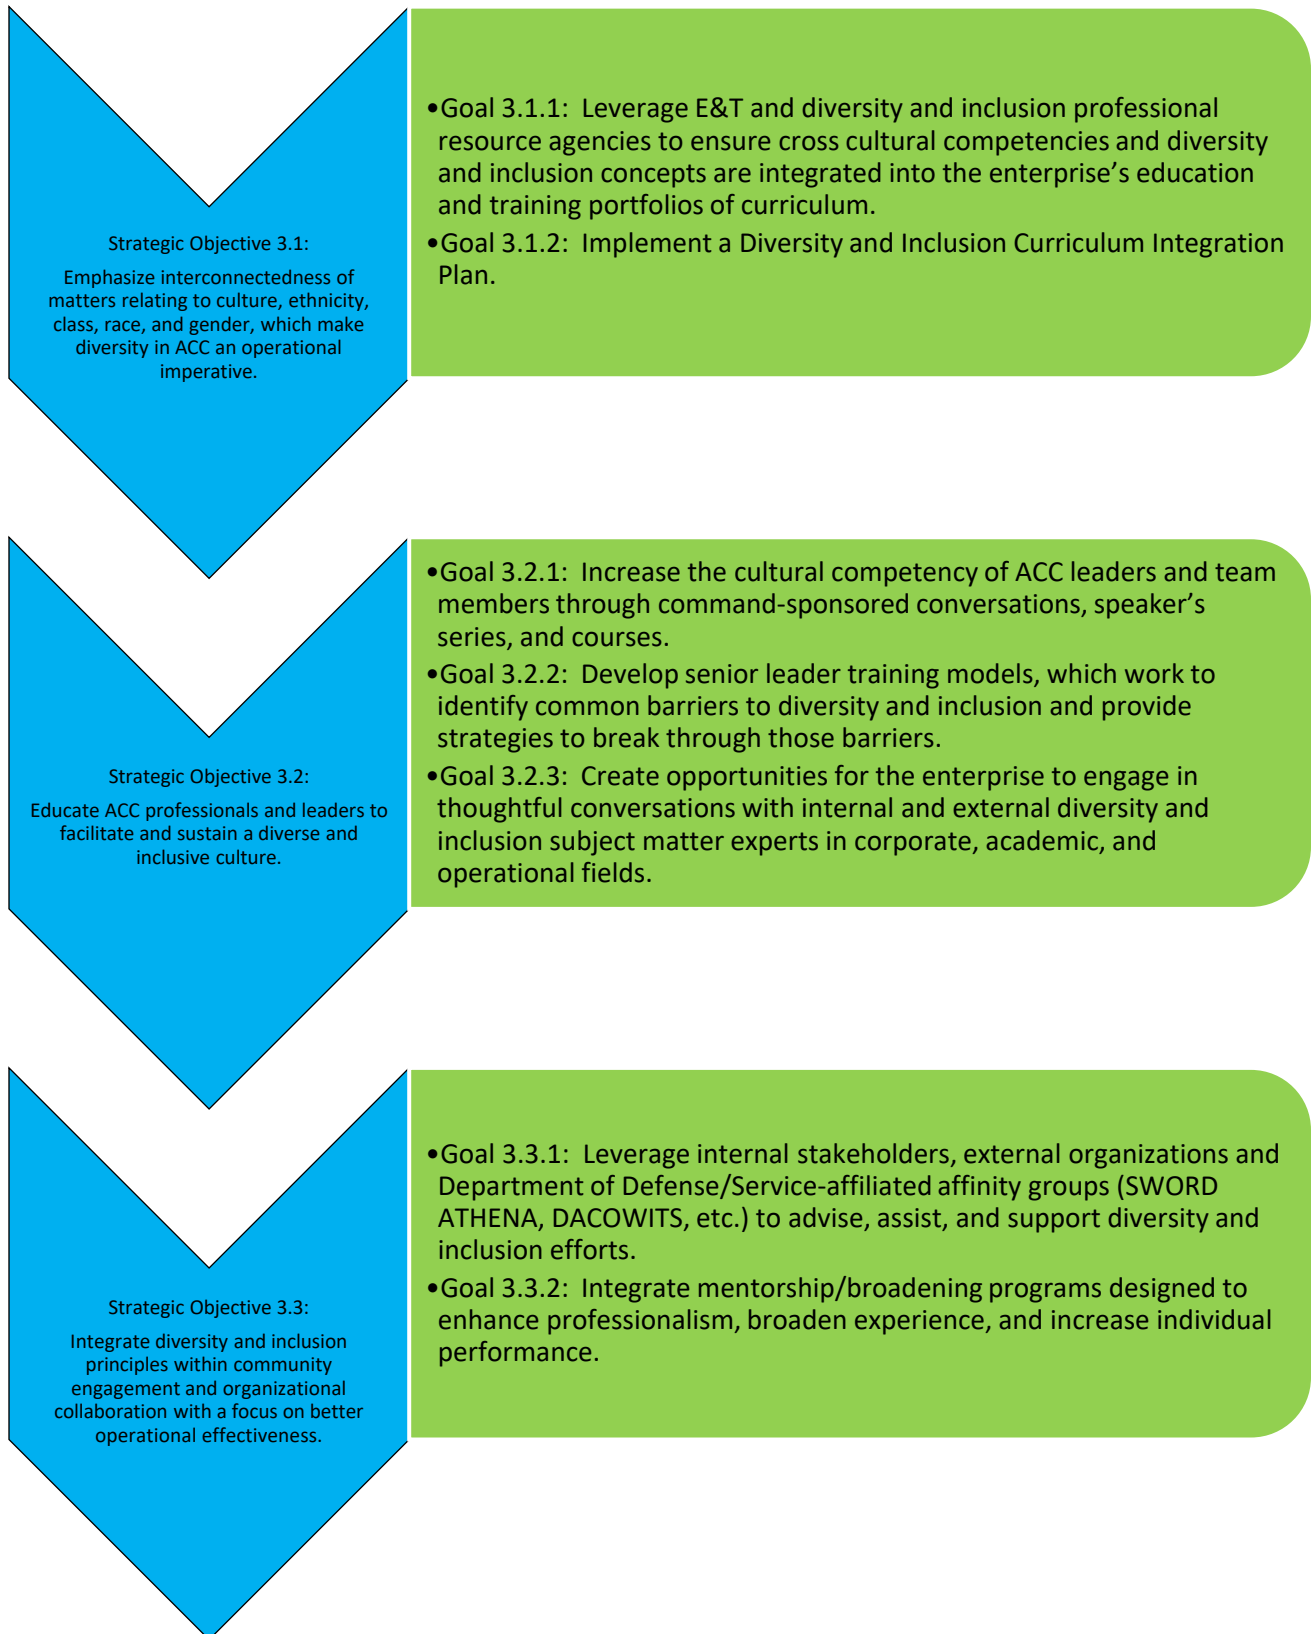 Strategic Objective 3.1:
Emphasize interconnectedness of
matters relating to culture, ethnicity,
class, race, and gender, which make
diversity in ACC an operational
imperative.
•Goal 3.1.1:  Leverage E&T and diversity and inclusion professional
resource agencies to ensure cross cultural competencies and diversity
and inclusion concepts are integrated into the enterprise’s education
and training portfolios of curriculum.
•Goal 3.1.2:  Implement a Diversity and Inclusion Curriculum Integration
Plan.
Strategic Objective 3.2:
Educate ACC professionals and leaders to
facilitate and sustain a diverse and
inclusive culture.
•Goal 3.2.1:  Increase the cultural competency of ACC leaders and team
members through command-sponsored conversations, speaker’s
series, and courses.
•Goal 3.2.2:  Develop senior leader training models, which work to
identify common barriers to diversity and inclusion and provide
strategies to break through those barriers.
•Goal 3.2.3:  Create opportunities for the enterprise to engage in
thoughtful conversations with internal and external diversity and
inclusion subject matter experts in corporate, academic, and
operational fields.
Strategic Objective 3.3:
Integrate diversity and inclusion
principles within community
engagement and organizational
collaboration with a focus on better
operational effectiveness.
•Goal 3.3.1:  Leverage internal stakeholders, external organizations and
Department of Defense/Service-affiliated affinity groups (SWORD
ATHENA, DACOWITS, etc.) to advise, assist, and support diversity and
inclusion efforts.
•Goal 3.3.2:  Integrate mentorship/broadening programs designed to
enhance professionalism, broaden experience, and increase individual
performance.